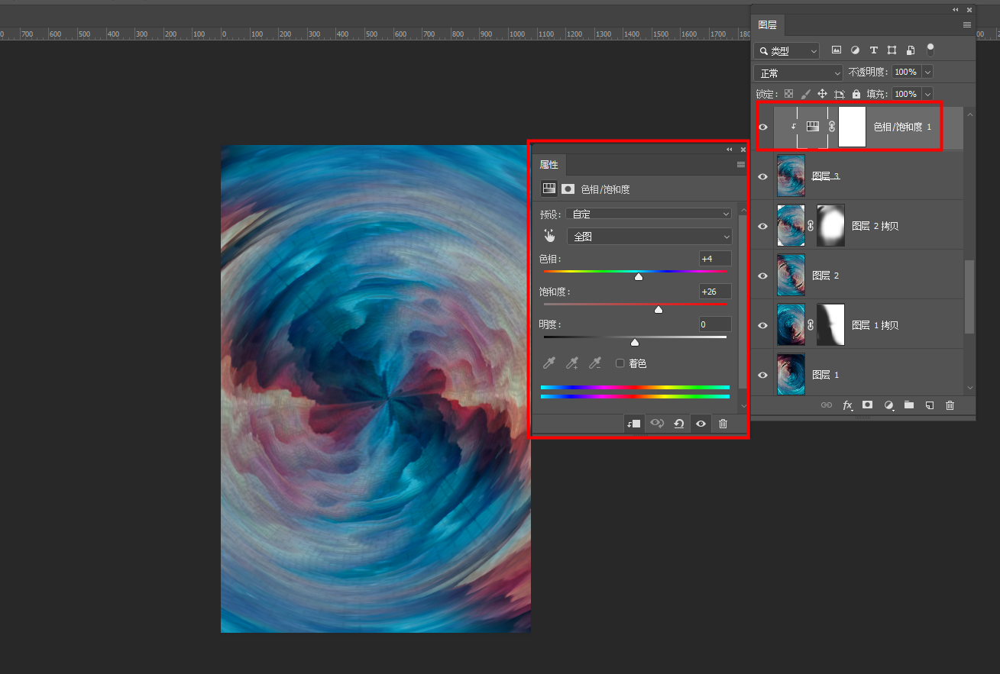 0 700 600 500 400 300 200 100 0 100 200 300 400 500 600 700 800 900 1000 1100 1200 1300 1400 1500 1600 1700 180
图层
类型
正常
不透明度: 100%
锁定:
填充: 100%
色相/饱和度 1
图层 3
图层 2 拷贝
图层 2
图层 1 拷贝
图层 1
fx
属性
色相/饱和度
预设: 自定
全图
色相: +4
饱和度: +26
明度: 0
着色